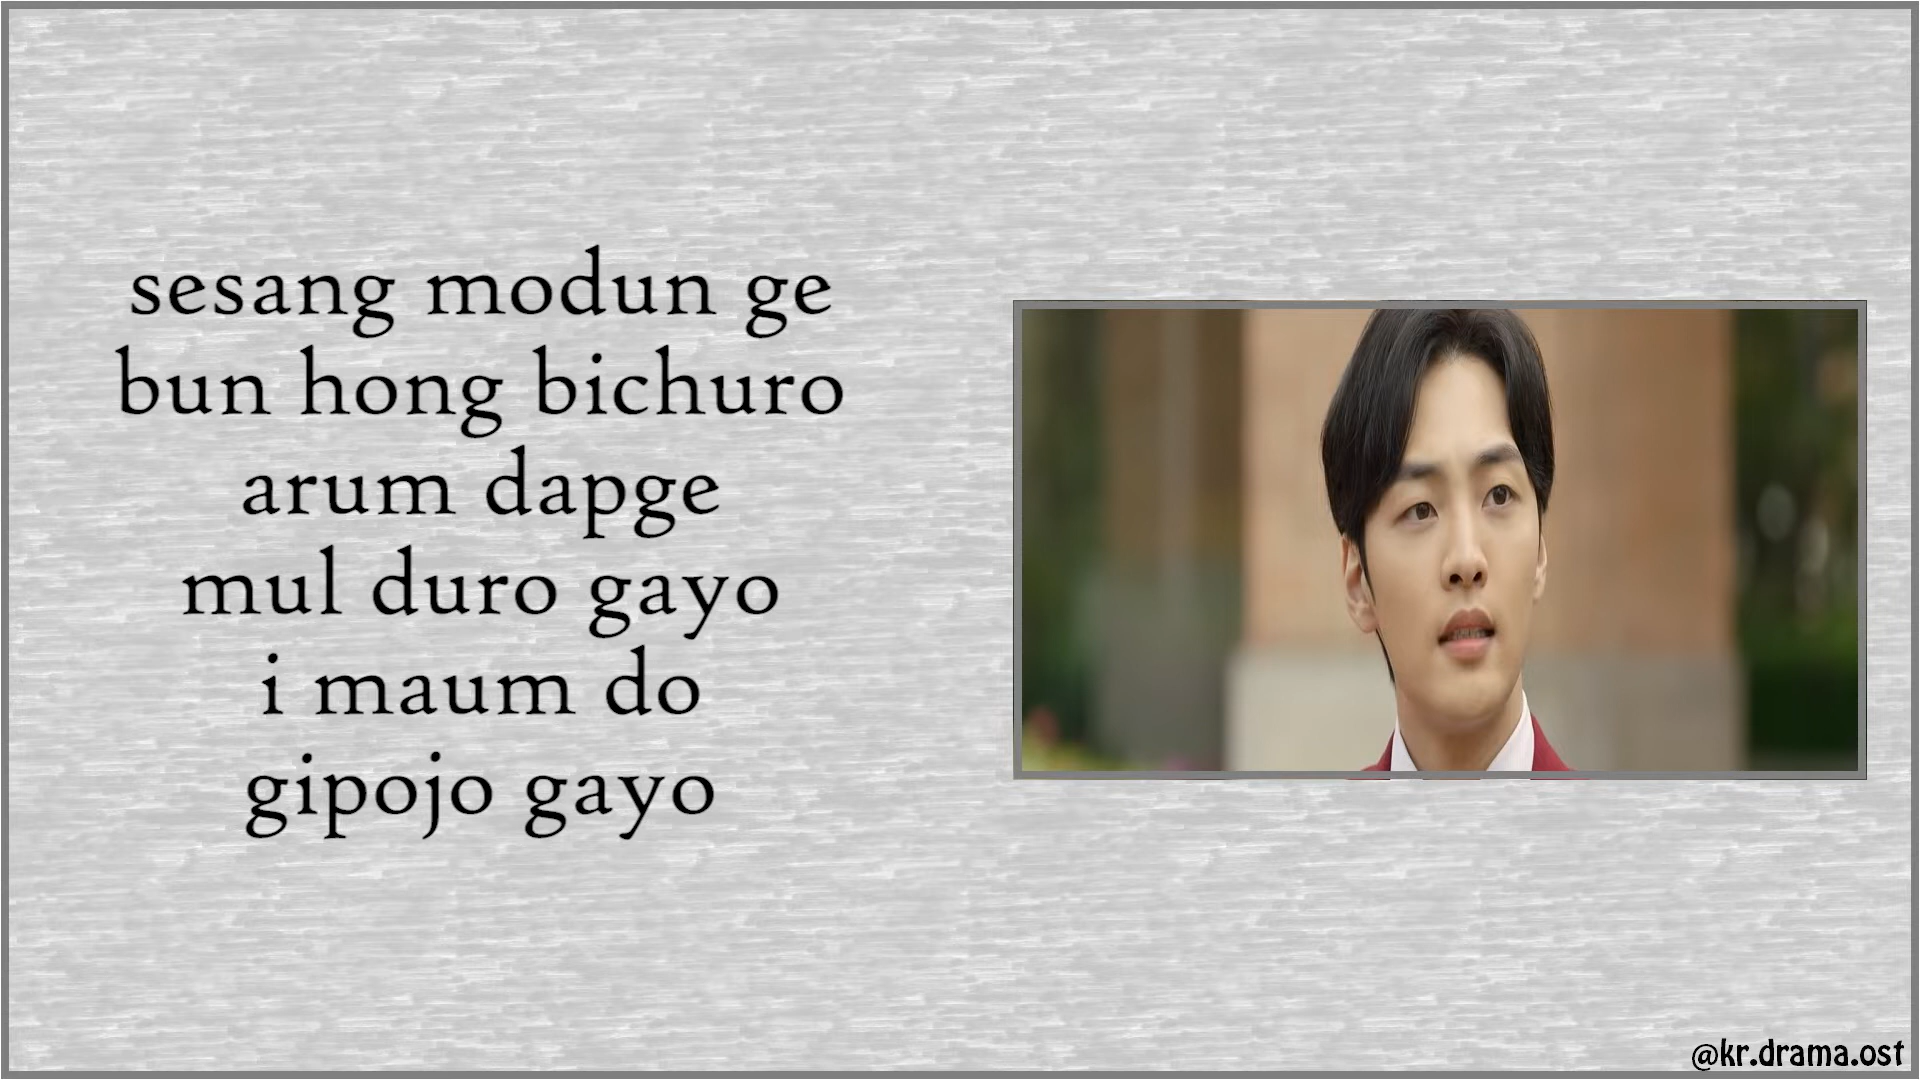 sesang modun ge
bun hong bichuro
arum dapge
mul duro gayo
i maum do
gipojo gayo
@kr.drama.ost